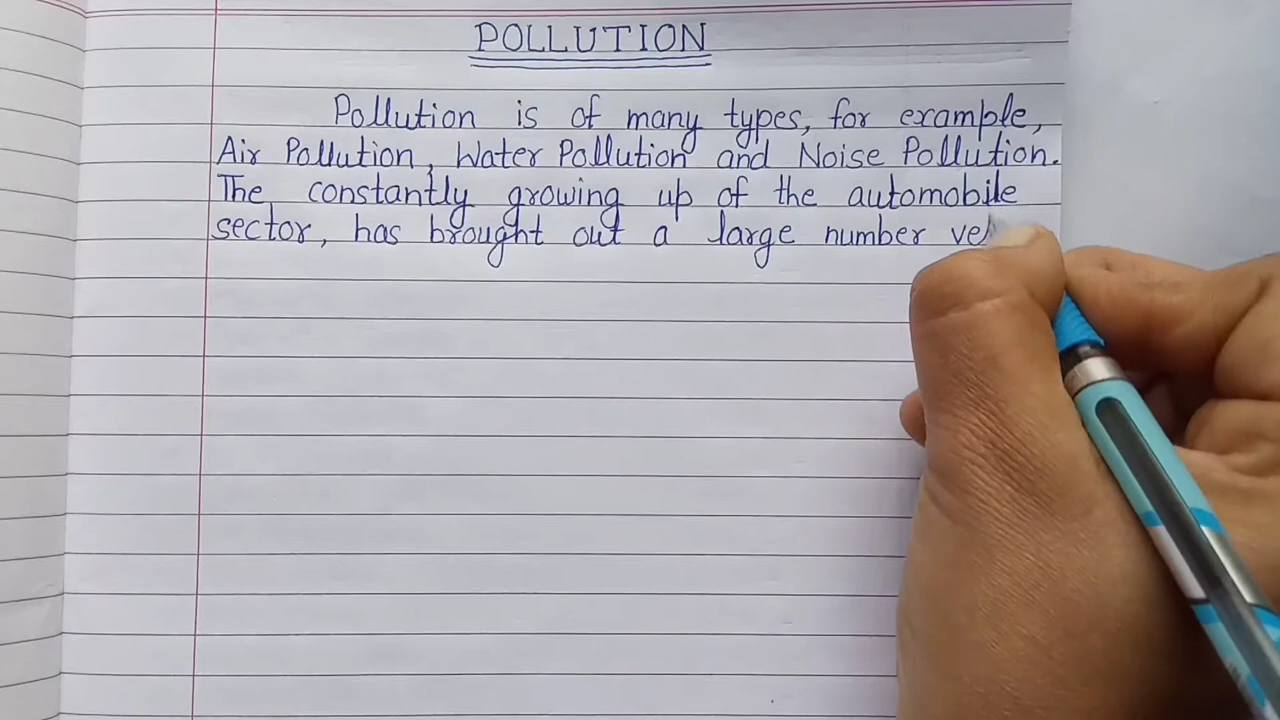 POLLUTION
Pollution is of many types, for example,
Air Pollution, Water Pollution and Noise Pollution.
The constantly growing up of the automobile
sector, has brought out a large number